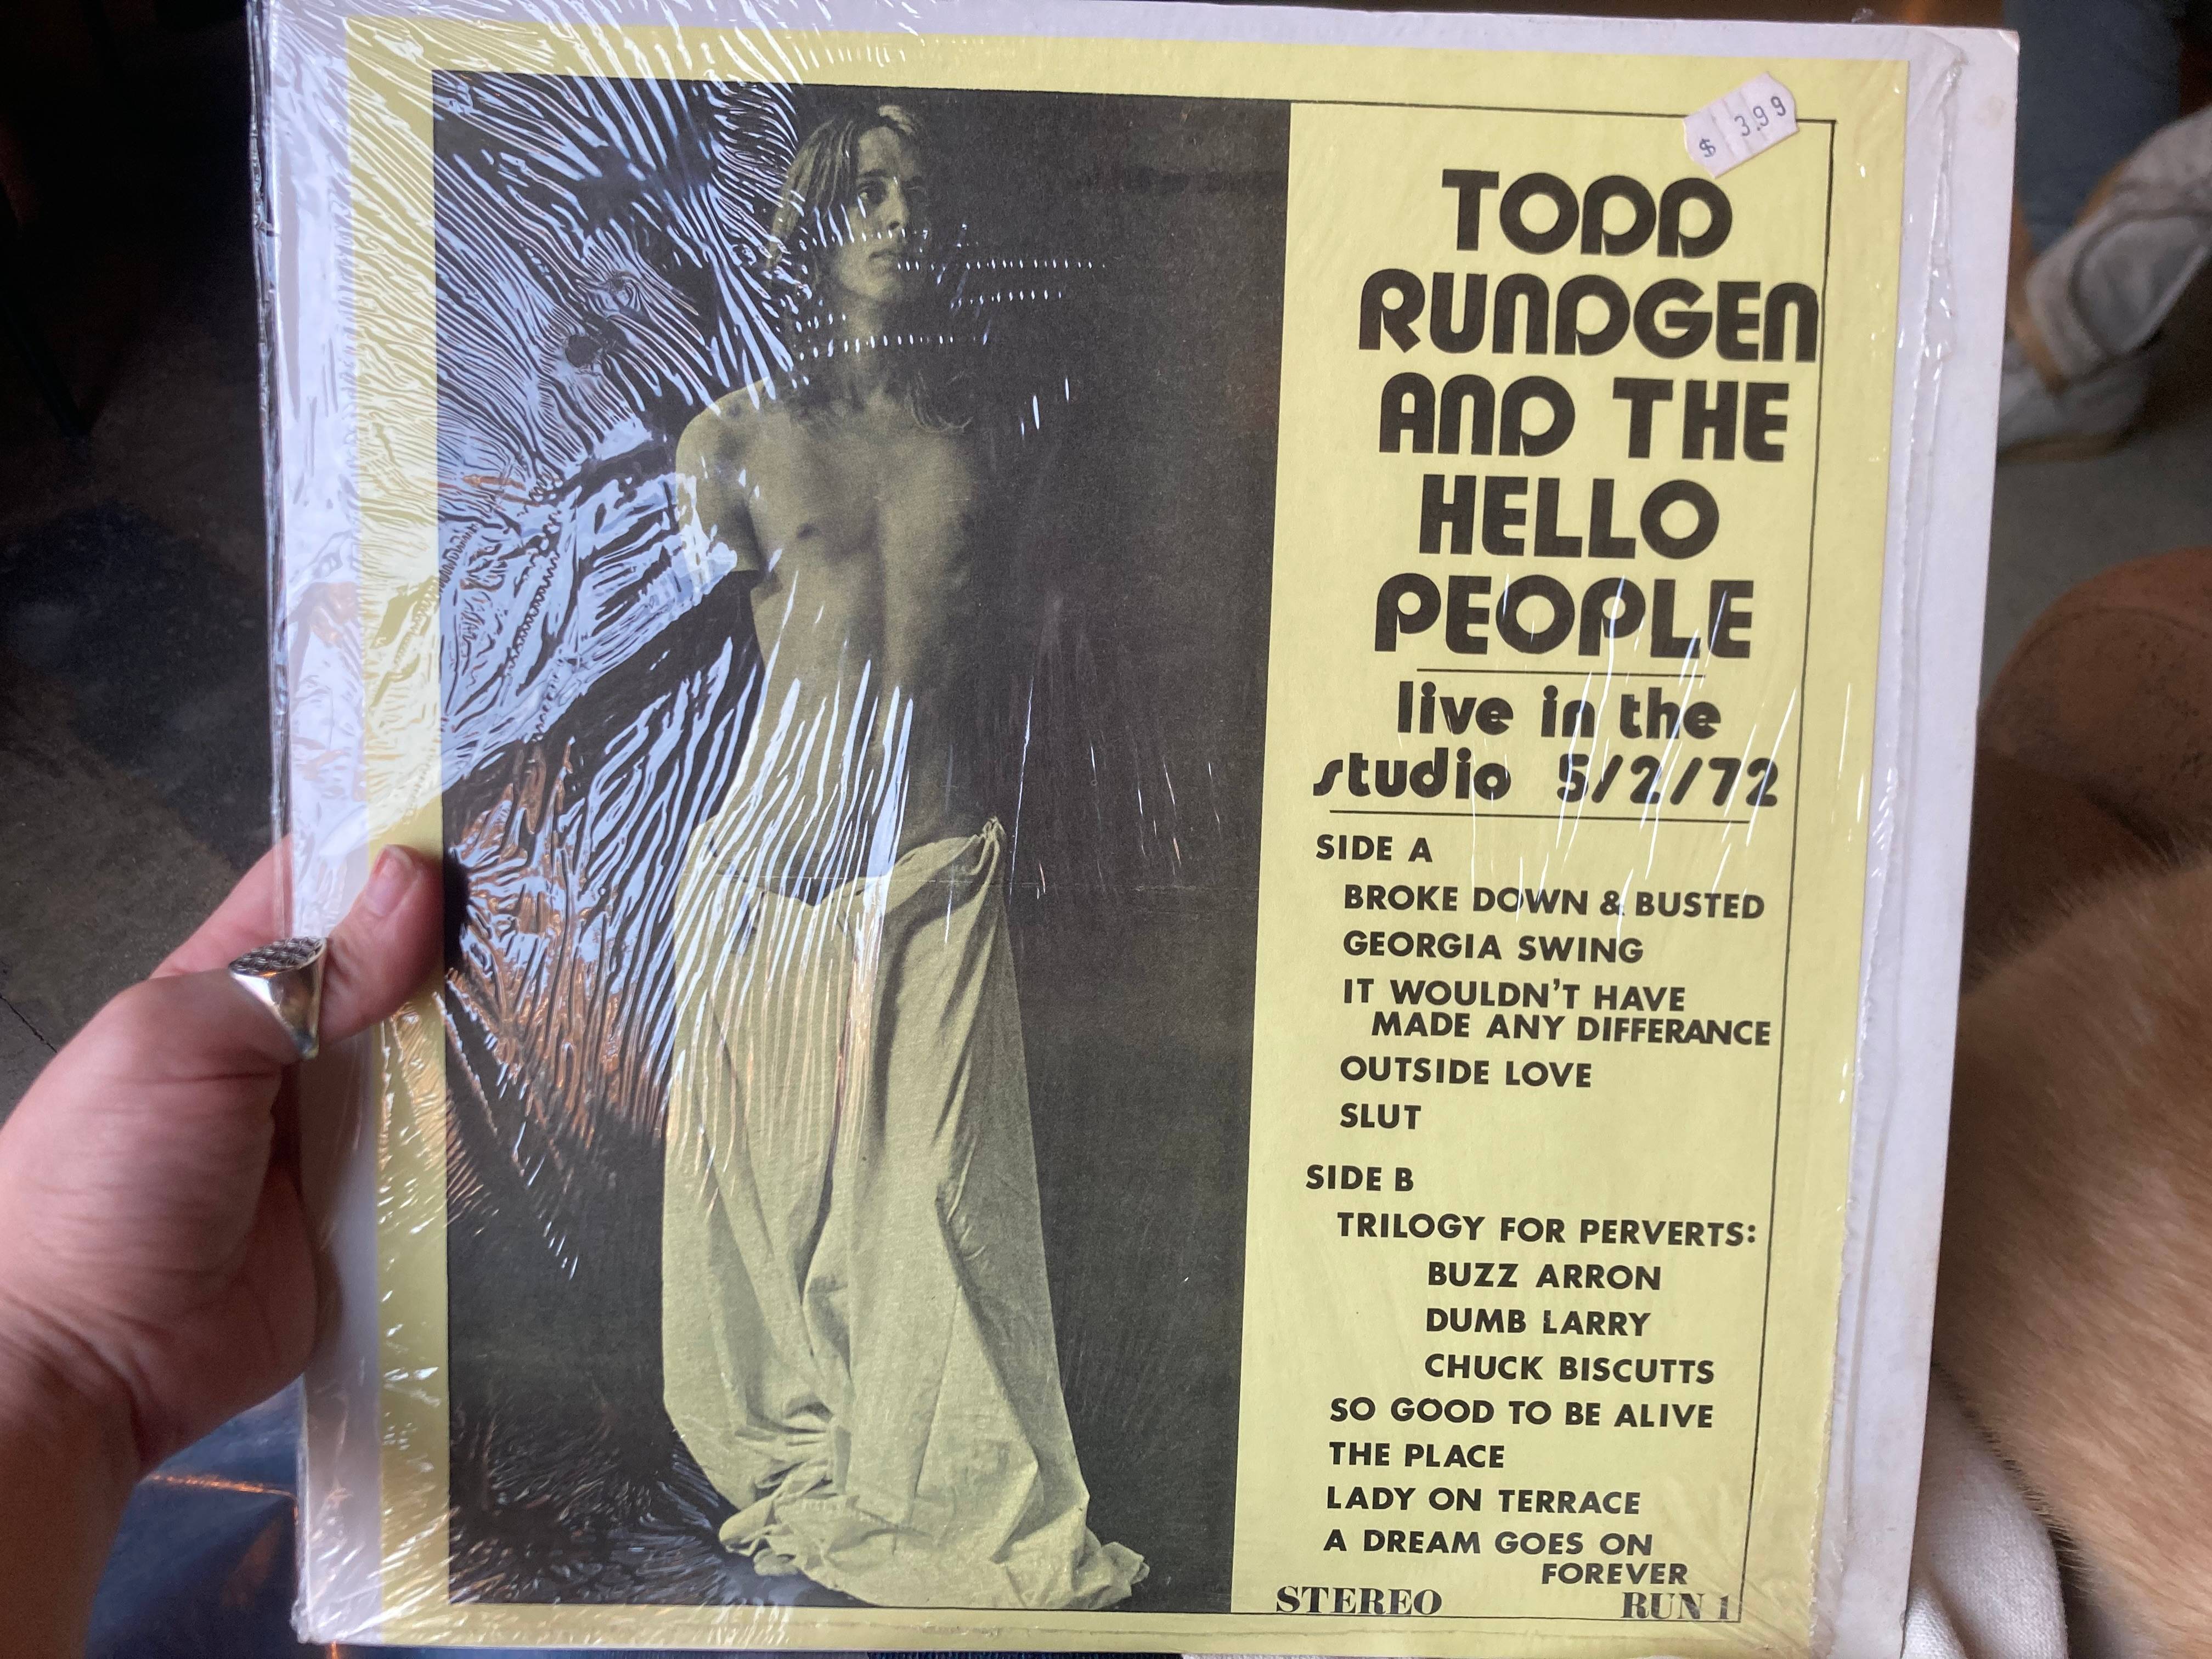 $ 3.99
TODD
RUNDGEN
AND THE
HELLO
PEOPLE
live in the
studio 5/2/72
SIDE A
BROKE DOWN & BUSTED
GEORGIA SWING
IT WOULDN'T HAVE
MADE ANY DIFFERANCE
OUTSIDE LOVE
SLUT
SIDE B
TRILOGY FOR PERVERTS:
BUZZ ARRON
DUMB LARRY
CHUCK BISCUTTS
SO GOOD TO BE ALIVE
THE PLACE
LADY ON TERRACE
A DREAM GOES ON
FOREVER
STEREO RUN 1